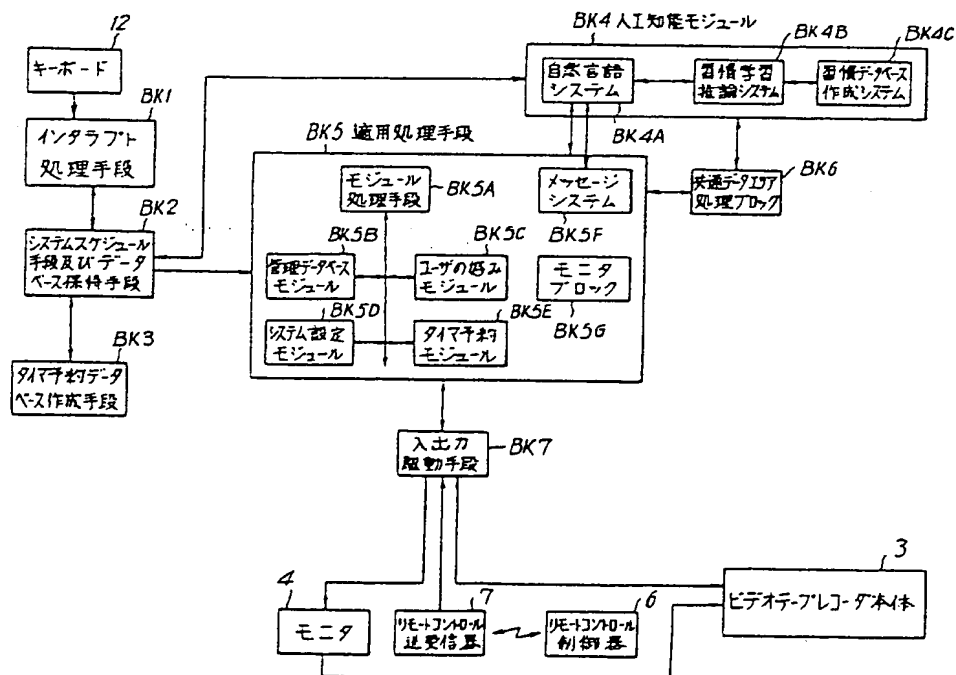 12
キーボード
BK1
インタラプト
処理手段
BK2
システムスケジュール
手段及びデータ
ベース保持手段
BK3
タイマ予約データ
ベース作成手段
BK4 人工知能モジュール
自然言語
システム
BK4A
BK4B
習慣学習
推論システム
BK4C
習慣データベース
作成システム
BK5 適用処理手段
モジュール
処理手段
BK5A
メッセージ
システム
BK5F
BK5B
管理データベース
モジュール
BK5C
ユーザの好み
モジュール
モニタ
ブロック
BK5G
BK5D
システム設定
モジュール
BK5E
タイマ予約
モジュール
BK6
共通データエリア
処理ブロック
入出力
駆動手段
BK7
4
モニタ
7
リモートコントロール
送受信器
6
リモートコントロール
制御器
3
ビデオテープレコーダ本体